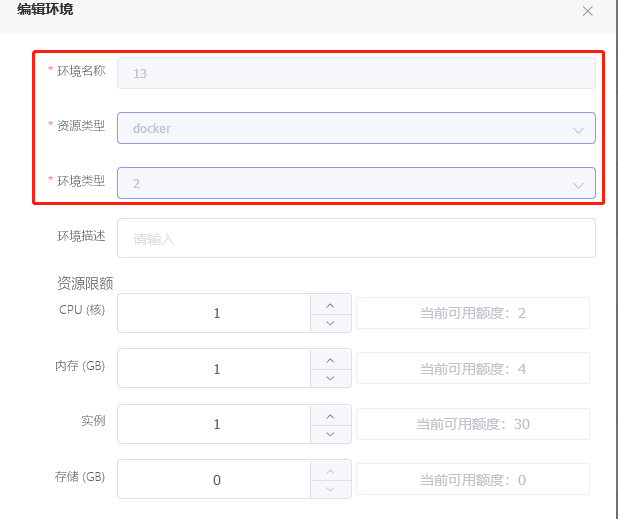 编辑环境
* 环境名称 13
* 资源类型 docker
* 环境类型 2
环境描述 请输入
资源限额
CPU (核) 1 当前可用额度：2
内存 (GB) 1 当前可用额度：4
实例 1 当前可用额度：30
存储 (GB) 0 当前可用额度：0